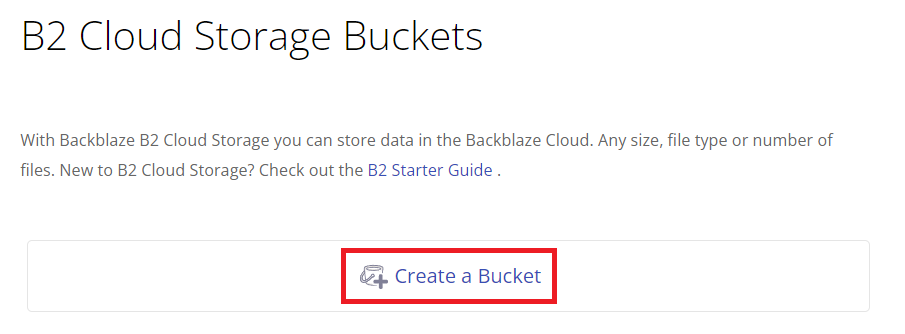 B2 Cloud Storage Buckets
With Backblaze B2 Cloud Storage you can store data in the Backblaze Cloud. Any size, file type or number of
files. New to B2 Cloud Storage? Check out the B2 Starter Guide .
Create a Bucket